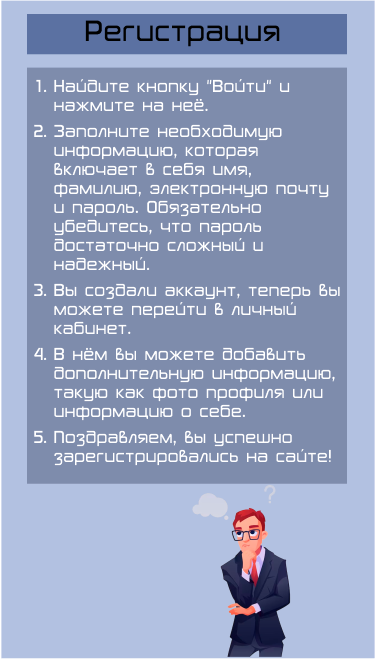 Регистрация
1. Найдите кнопку "Войти" и
нажмите на неё.
2. Заполните необходимую
информацию, которая
включает в себя имя,
фамилию, электронную почту
и пароль. Обязательно
убедитесь, что пароль
достаточно сложный и
надежный.
3. Вы создали аккаунт, теперь вы
можете перейти в личный
кабинет.
4. В нём вы можете добавить
дополнительную информацию,
такую как фото профиля или
информацию о себе.
5. Поздравляем, вы успешно
зарегистрировались на сайте!
?